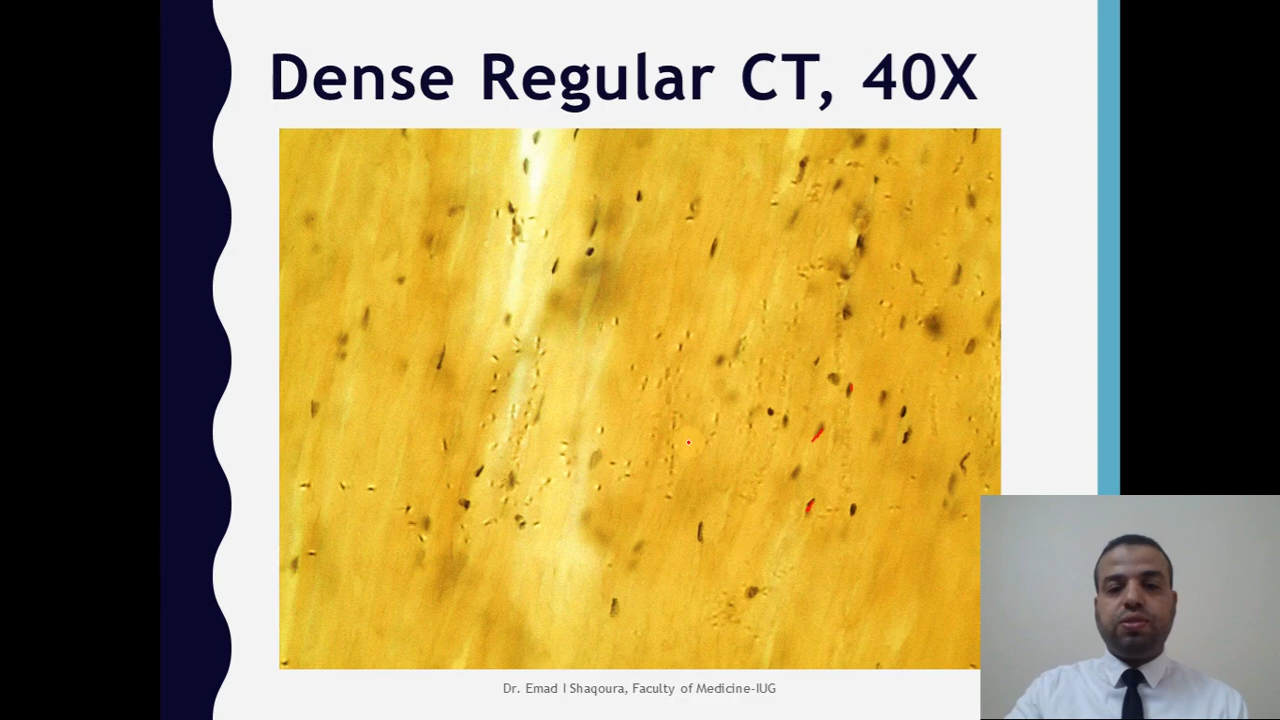 Dense Regular CT, 40X
Dr. Emad I Shaqoura, Faculty of Medicine-IUG